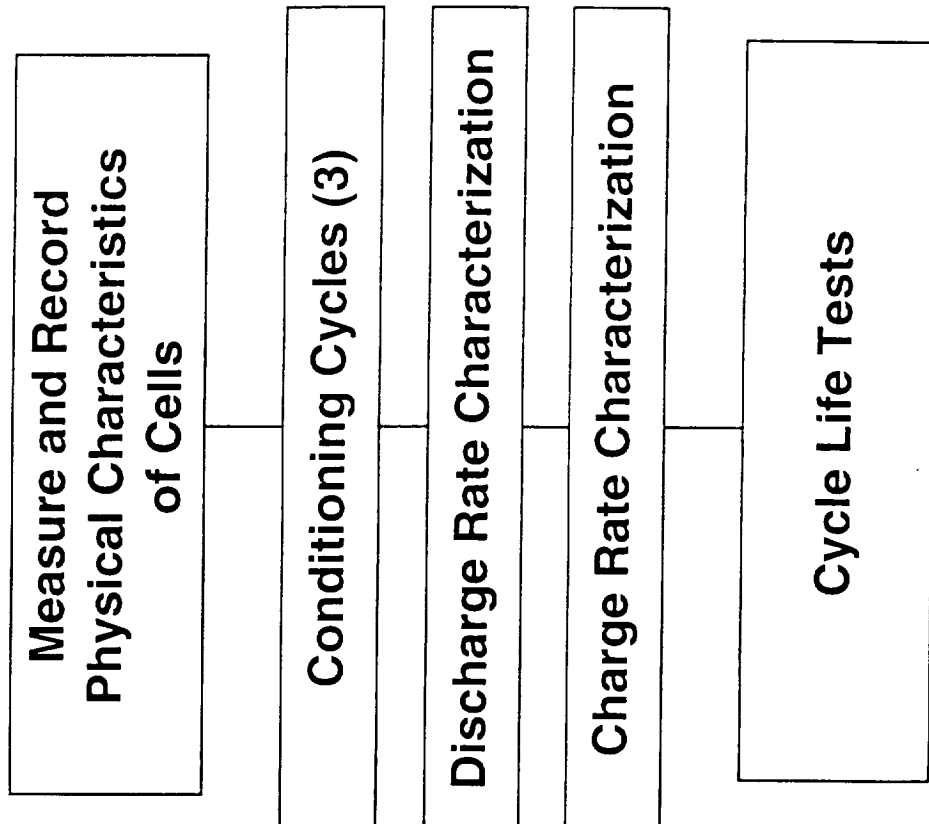 Measure and Record
Physical Characteristics
of Cells
Conditioning Cycles (3)
Discharge Rate Characterization
Charge Rate Characterization
Cycle Life Tests